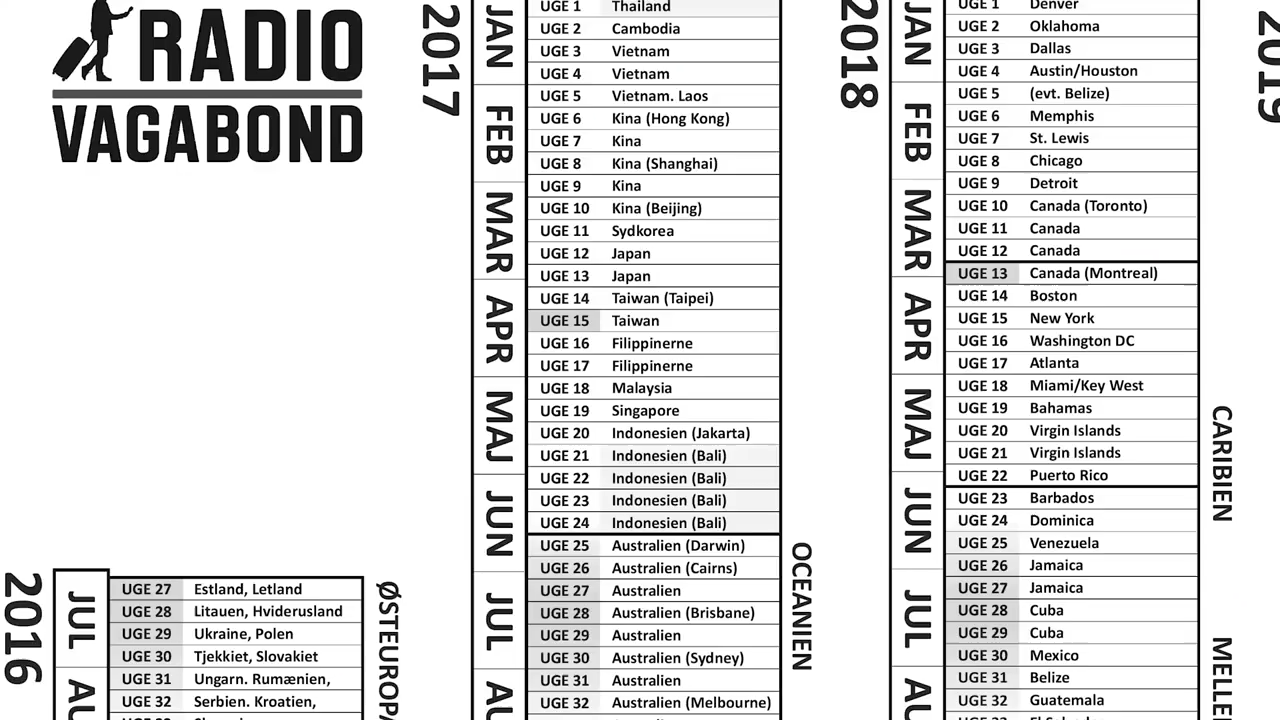 RADIO
VAGABOND
2016
JUL
AU
UGE 27 Estland, Letland
UGE 28 Litauen, Hviderusland
UGE 29 Ukraine, Polen
UGE 30 Tjekkiet, Slovakiet
UGE 31 Ungarn. Rumænien,
UGE 32 Serbien. Kroatien,
ØSTEUROPA
2017
JAN
FEB
MAR
APR
MAJ
JUN
JUL
AU
UGE 1 Thailand
UGE 2 Cambodia
UGE 3 Vietnam
UGE 4 Vietnam
UGE 5 Vietnam. Laos
UGE 6 Kina (Hong Kong)
UGE 7 Kina
UGE 8 Kina (Shanghai)
UGE 9 Kina
UGE 10 Kina (Beijing)
UGE 11 Sydkorea
UGE 12 Japan
UGE 13 Japan
UGE 14 Taiwan (Taipei)
UGE 15 Taiwan
UGE 16 Filippinerne
UGE 17 Filippinerne
UGE 18 Malaysia
UGE 19 Singapore
UGE 20 Indonesien (Jakarta)
UGE 21 Indonesien (Bali)
UGE 22 Indonesien (Bali)
UGE 23 Indonesien (Bali)
UGE 24 Indonesien (Bali)
UGE 25 Australien (Darwin)
UGE 26 Australien (Cairns)
UGE 27 Australien
UGE 28 Australien (Brisbane)
UGE 29 Australien
UGE 30 Australien (Sydney)
UGE 31 Australien
UGE 32 Australien (Melbourne)
OCEANIEN
2018
JAN
FEB
MAR
APR
MAJ
JUN
JUL
AU
UGE 1 Denver
UGE 2 Oklahoma
UGE 3 Dallas
UGE 4 Austin/Houston
UGE 5 (evt. Belize)
UGE 6 Memphis
UGE 7 St. Lewis
UGE 8 Chicago
UGE 9 Detroit
UGE 10 Canada (Toronto)
UGE 11 Canada
UGE 12 Canada
UGE 13 Canada (Montreal)
UGE 14 Boston
UGE 15 New York
UGE 16 Washington DC
UGE 17 Atlanta
UGE 18 Miami/Key West
UGE 19 Bahamas
UGE 20 Virgin Islands
UGE 21 Virgin Islands
UGE 22 Puerto Rico
UGE 23 Barbados
UGE 24 Dominica
UGE 25 Venezuela
UGE 26 Jamaica
UGE 27 Jamaica
UGE 28 Cuba
UGE 29 Cuba
UGE 30 Mexico
UGE 31 Belize
UGE 32 Guatemala
CARIBIEN
MELLE
2019